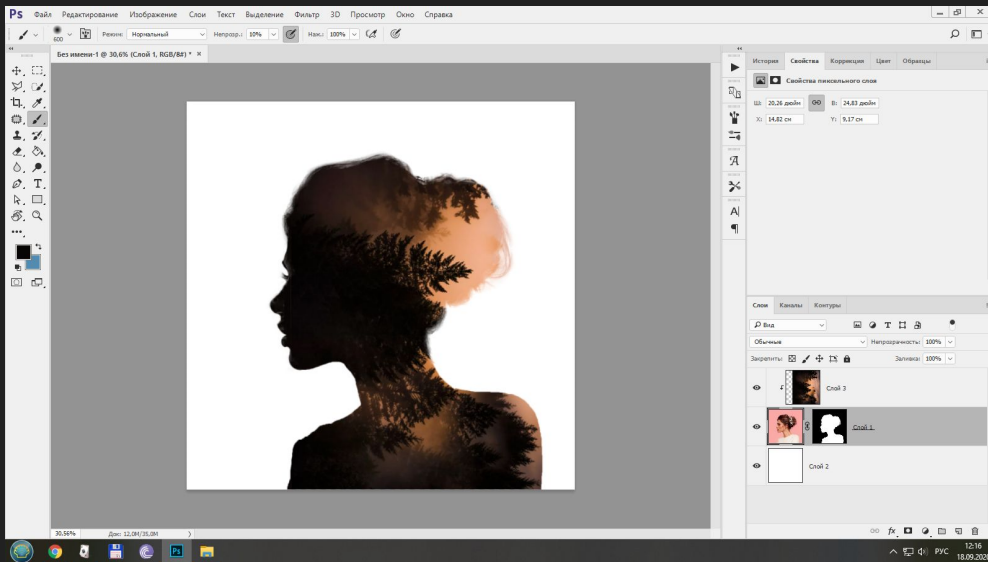 Ps Файл Редактирование Изображение Слои Текст Выделение Фильтр 3D Просмотр Окно Справка
600 Режим: Нормальный Непрозр.: 10% Наж.: 100%
Без имени-1 @ 30,6% (Слой 1, RGB/8#) * ×
История Свойства Коррекция Цвет Образцы
Свойства пиксельного слоя
Ш: 20,26 дюйм В: 24,83 дюйм
X: 14,82 см Y: 9,17 см
Слои Каналы Контуры
Вид
Обычные Непрозрачность: 100%
Закрепить: Заливка: 100%
Слой 3
Слой 1
Слой 2
fx
30,56% Док: 12,0M/35,0M
Ps РУС 12:16
18.09.2020